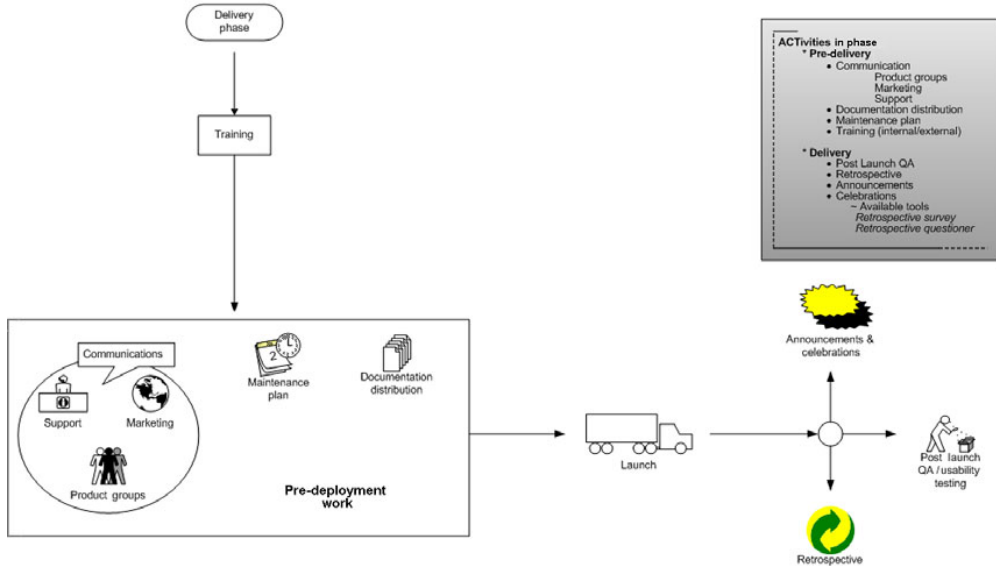 Delivery
phase
Training
Communications
Support
Marketing
Product groups
Maintenance
plan
2
Documentation
distribution
Pre-deployment
work
Launch
ACTivities in phase
* Pre-delivery
• Communication
Product groups
Marketing
Support
• Documentation distribution
• Maintenance plan
• Training (internal/external)
* Delivery
• Post Launch QA
• Retrospective
• Announcements
• Celebrations
~ Available tools
Retrospective survey
Retrospective questioner
Announcements &
celebrations
Post launch
QA / usability
testing
Retrospective